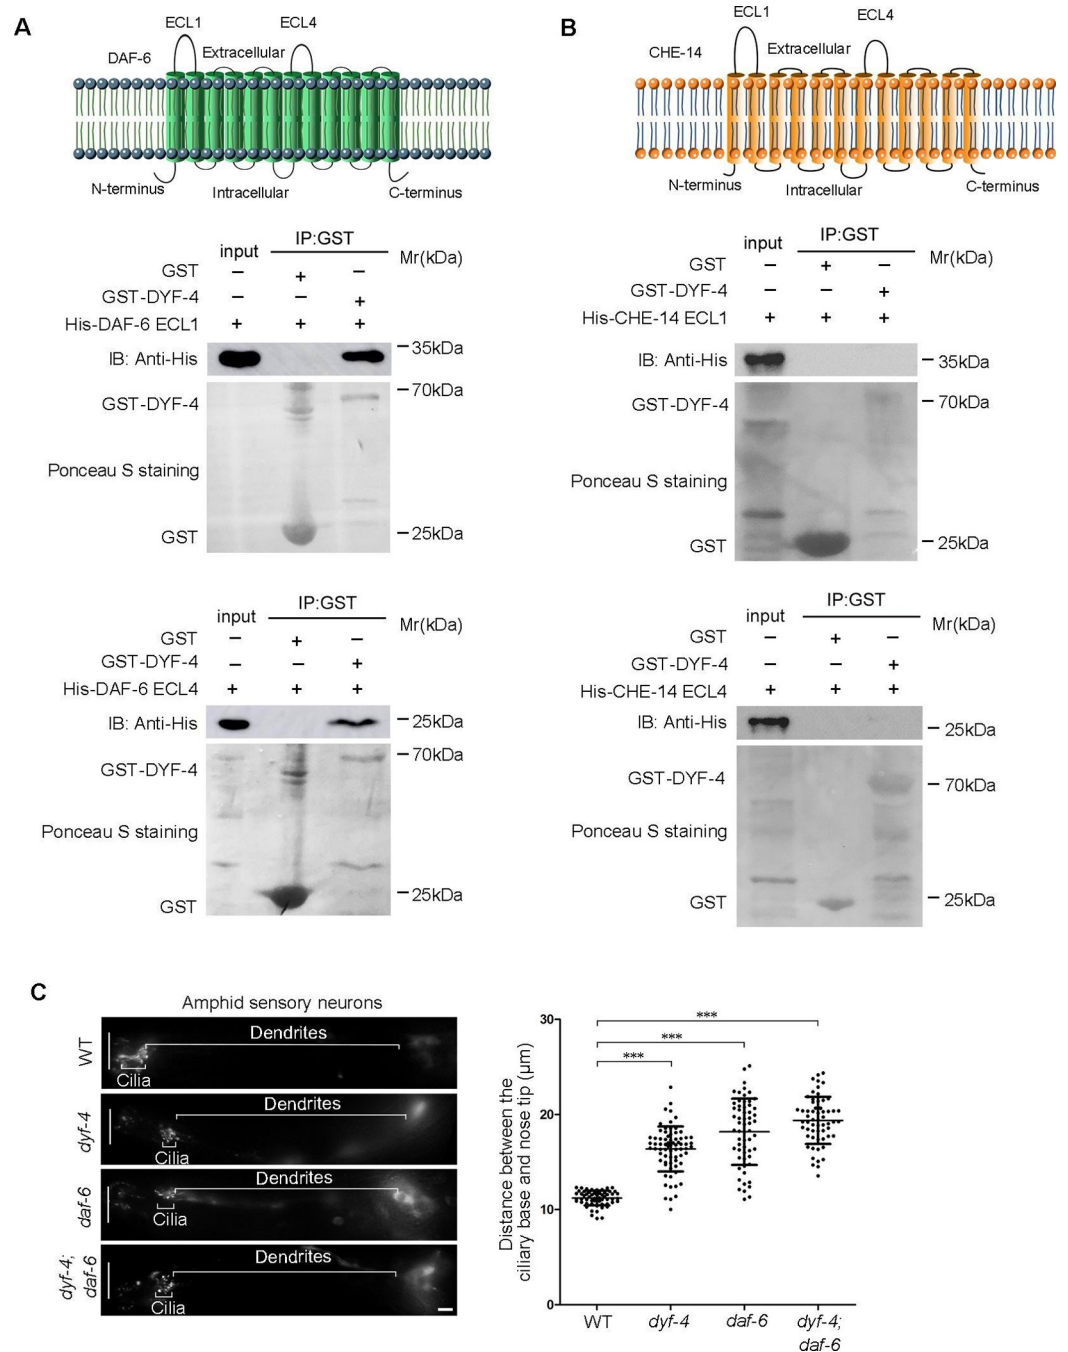 A
ECL1
ECL4
DAF-6
Extracellular
N-terminus
Intracellular
C-terminus
input
IP:GST
Mr(kDa)
GST
− + −
GST-DYF-4
− − +
His-DAF-6 ECL1
+ + +
IB: Anti-His
35kDa
GST-DYF-4
70kDa
Ponceau S staining
GST
25kDa
input
IP:GST
Mr(kDa)
GST
− + −
GST-DYF-4
− − +
His-DAF-6 ECL4
+ + +
IB: Anti-His
25kDa
GST-DYF-4
70kDa
Ponceau S staining
GST
25kDa
B
ECL1
ECL4
CHE-14
Extracellular
N-terminus
Intracellular
C-terminus
input
IP:GST
Mr(kDa)
GST
− + −
GST-DYF-4
− − +
His-CHE-14 ECL1
+ + +
IB: Anti-His
35kDa
GST-DYF-4
70kDa
Ponceau S staining
GST
25kDa
input
IP:GST
Mr(kDa)
GST
− + −
GST-DYF-4
− − +
His-CHE-14 ECL4
+ + +
IB: Anti-His
25kDa
GST-DYF-4
70kDa
Ponceau S staining
GST
25kDa
C
Amphid sensory neurons
WT
Dendrites
Cilia
dyf-4
Dendrites
Cilia
daf-6
Dendrites
Cilia
dyf-4;
daf-6
Dendrites
Cilia
Distance between the
ciliary base and nose tip (µm)
30
20
10
0
***
***
***
WT
dyf-4
daf-6
dyf-4;
daf-6